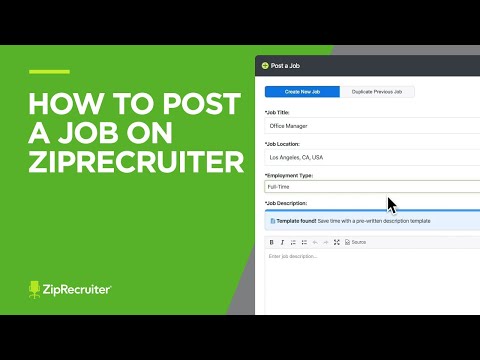 HOW TO POST
A JOB ON
ZIPRECRUITER
ZipRecruiter®
Post a Job
Create New Job
Duplicate Previous Job
*Job Title:
Office Manager
*Job Location:
Los Angeles, CA, USA
*Employment Type:
Full-Time
*Job Description:
Template found! Save time with a pre-written description template
B I Source
Enter job description...